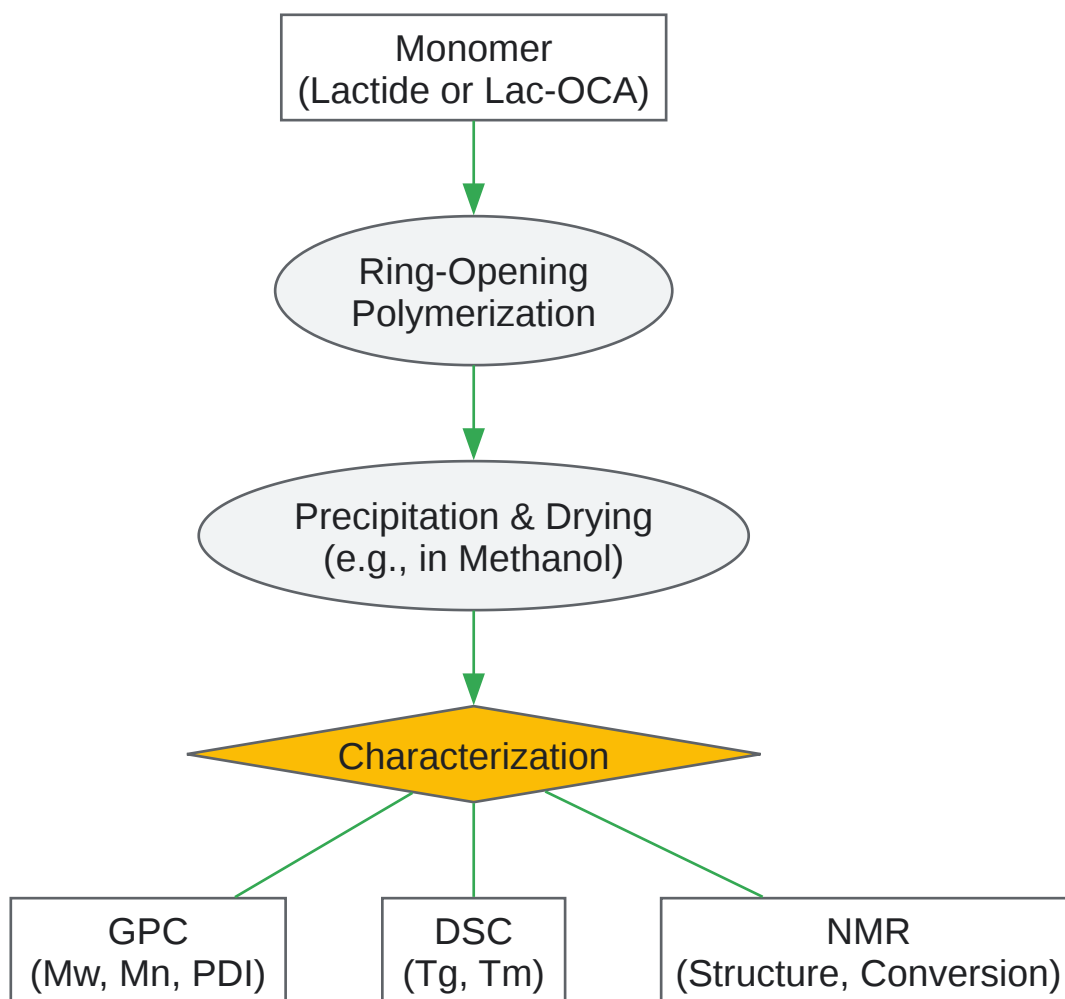 Monomer
(Lactide or Lac-OCA)
Ring-Opening
Polymerization
Precipitation & Drying
(e.g., in Methanol)
Characterization
GPC
(Mw, Mn, PDI)
DSC
(Tg, Tm)
NMR
(Structure, Conversion)